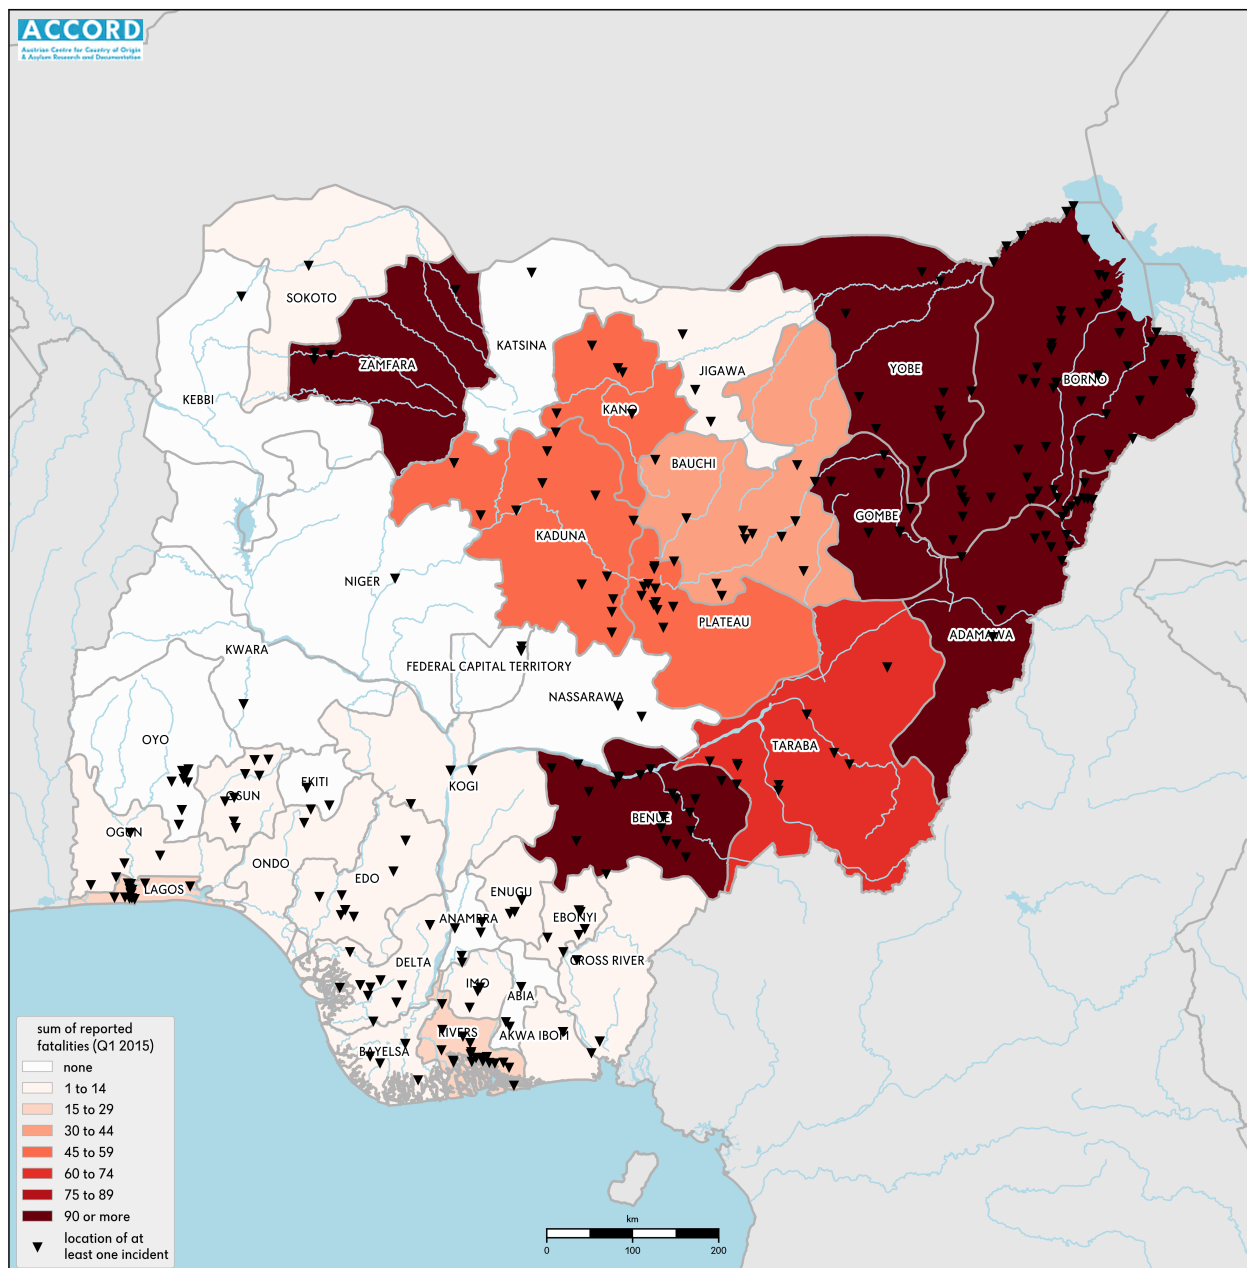 ACCORD
Austrian Centre for Country of Origin
& Asylum Research and Documentation
SOKOTO
ZAMFARA
KATSINA
KEBBI
JIGAWA
YOBE
BORNO
KANO
BAUCHI
GOMBE
KADUNA
NIGER
PLATEAU
ADAMAWA
KWARA
FEDERAL CAPITAL TERRITORY
NASSARAWA
OYO
TARABA
EKITI
KOGI
OSUN
BENUE
OGUN
ONDO
EDO
LAGOS
ENUGU
ANAMBRA
EBONYI
DELTA
CROSS RIVER
IMO
ABIA
RIVERS
AKWA IBOM
BAYELSA
sum of reported
fatalities (Q1 2015)
none
1 to 14
15 to 29
30 to 44
45 to 59
60 to 74
75 to 89
90 or more
location of at
least one incident
km
0 100 200